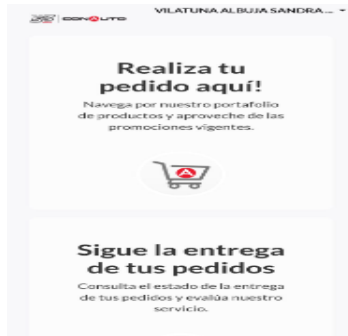 CONAUTO
VILATUNA ALBUJA SANDRA...
Realiza tu
pedido aquí!
Navega por nuestro portafolio
de productos y aproveche de las
promociones vigentes.
Sigue la entrega
de tus pedidos
Consulta el estado de la entrega
de tus pedidos y evalúa nuestro
servicio.